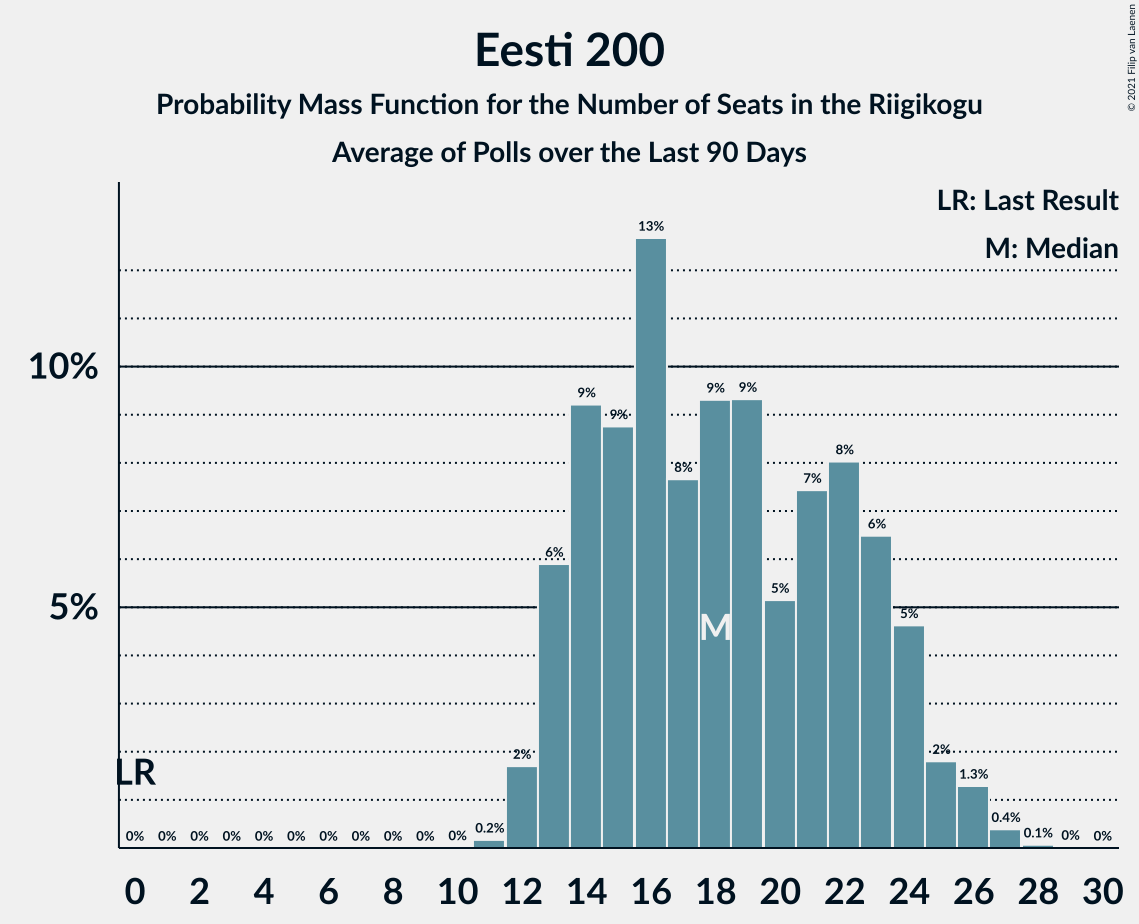 Eesti 200
Probability Mass Function for the Number of Seats in the Riigikogu
Average of Polls over the Last 90 Days
© 2021 Filip van Laenen
LR: Last Result
M: Median
10%
5%
LR
M
0% 0% 0% 0% 0% 0% 0% 0% 0% 0% 0% 0.2% 2% 6% 9% 9% 13% 8% 9% 9% 5% 7% 8% 6% 5% 2% 1.3% 0.4% 0.1% 0% 0%
0 2 4 6 8 10 12 14 16 18 20 22 24 26 28 30